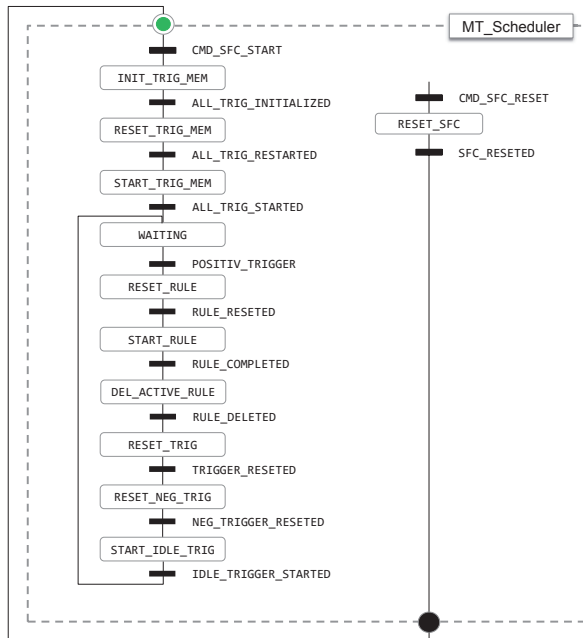 MT_Scheduler
CMD_SFC_START
INIT_TRIG_MEM
ALL_TRIG_INITIALIZED
RESET_TRIG_MEM
ALL_TRIG_RESTARTED
START_TRIG_MEM
ALL_TRIG_STARTED
WAITING
POSITIV_TRIGGER
RESET_RULE
RULE_RESETED
START_RULE
RULE_COMPLETED
DEL_ACTIVE_RULE
RULE_DELETED
RESET_TRIG
TRIGGER_RESETED
RESET_NEG_TRIG
NEG_TRIGGER_RESETED
START_IDLE_TRIG
IDLE_TRIGGER_STARTED
CMD_SFC_RESET
RESET_SFC
SFC_RESETED